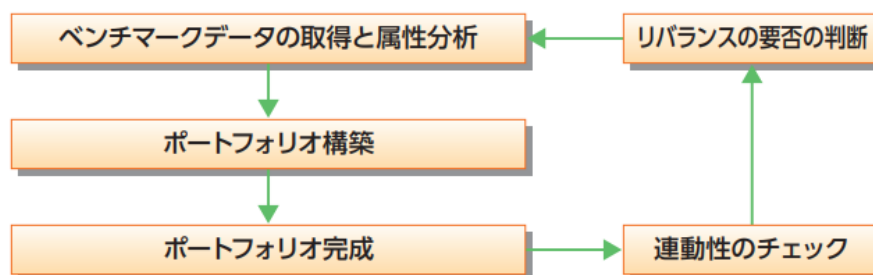 ベンチマークデータの取得と属性分析
リバランスの要否の判断
ポートフォリオ構築
ポートフォリオ完成
連動性のチェック